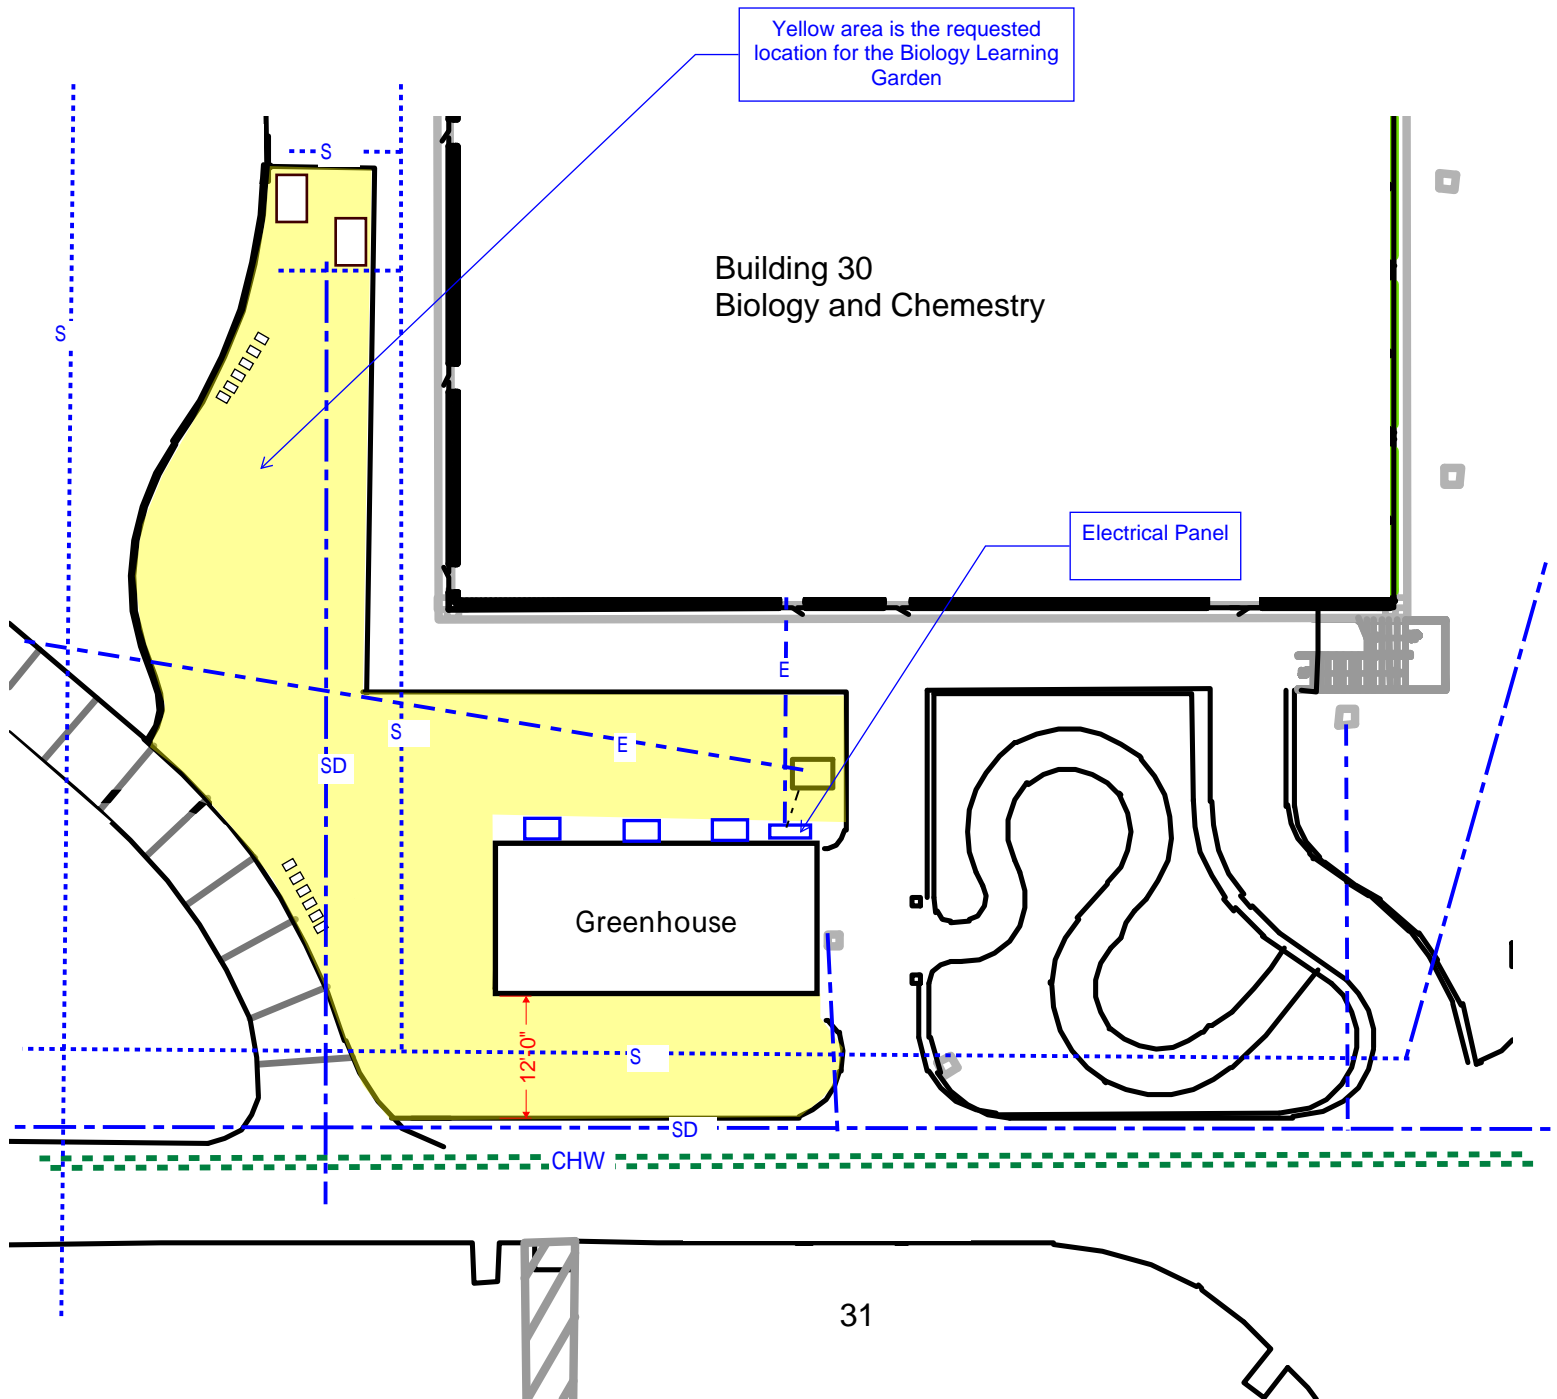 Yellow area is the requested
location for the Biology Learning
Garden
S
Building 30
Biology and Chemestry
S
Electrical Panel
E
S
E
SD
Greenhouse
12'0"
S
SD
CHW
31